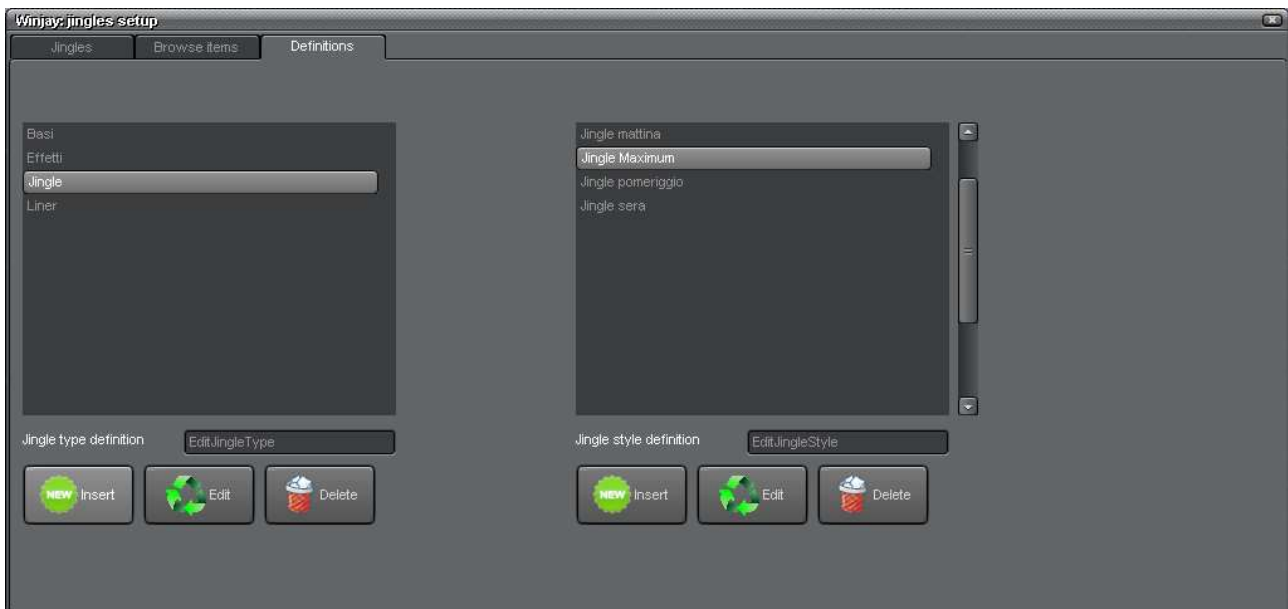 Winjay: jingles setup
Jingles Browse items Definitions
Basi
Effetti
Jingle
Liner
Jingle mattina
Jingle Maximum
Jingle pomeriggio
Jingle sera
Jingle type definition EditJingleType
NEW Insert Edit Delete
Jingle style definition EditJingleStyle
NEW Insert Edit Delete